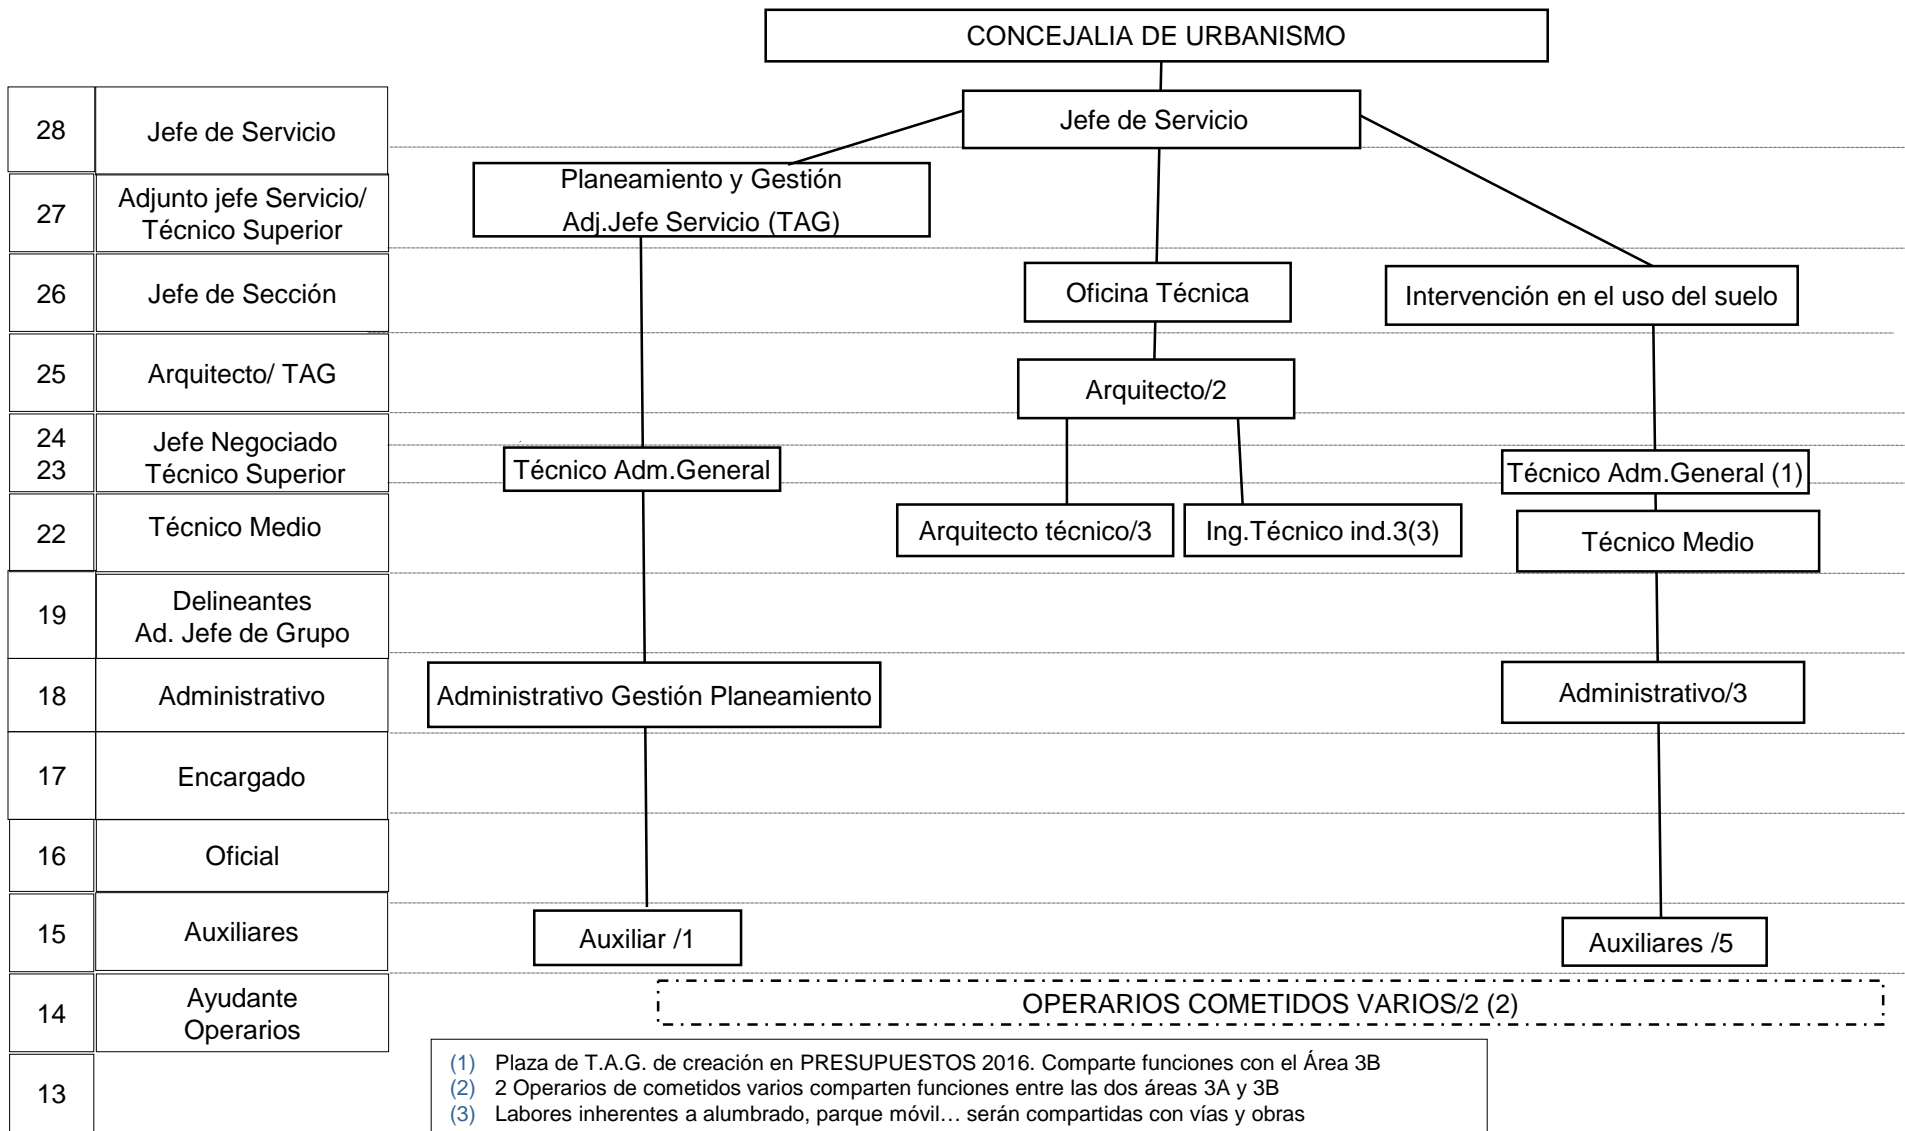 CONCEJALIA DE URBANISMO
28
Jefe de Servicio
Jefe de Servicio
27
Adjunto jefe Servicio/
Técnico Superior
Planeamiento y Gestión
Adj.Jefe Servicio (TAG)
26
Jefe de Sección
Oficina Técnica
Intervención en el uso del suelo
25
Arquitecto/ TAG
Arquitecto/2
24
23
Jefe Negociado
Técnico Superior
Técnico Adm.General
Técnico Adm.General (1)
22
Técnico Medio
Arquitecto técnico/3
Ing.Técnico ind.3(3)
Técnico Medio
19
Delineantes
Ad. Jefe de Grupo
18
Administrativo
Administrativo Gestión Planeamiento
Administrativo/3
17
Encargado
16
Oficial
15
Auxiliares
Auxiliar /1
Auxiliares /5
14
Ayudante
Operarios
OPERARIOS COMETIDOS VARIOS/2 (2)
13
(1) Plaza de T.A.G. de creación en PRESUPUESTOS 2016. Comparte funciones con el Área 3B
(2) 2 Operarios de cometidos varios comparten funciones entre las dos áreas 3A y 3B
(3) Labores inherentes a alumbrado, parque móvil… serán compartidas con vías y obras